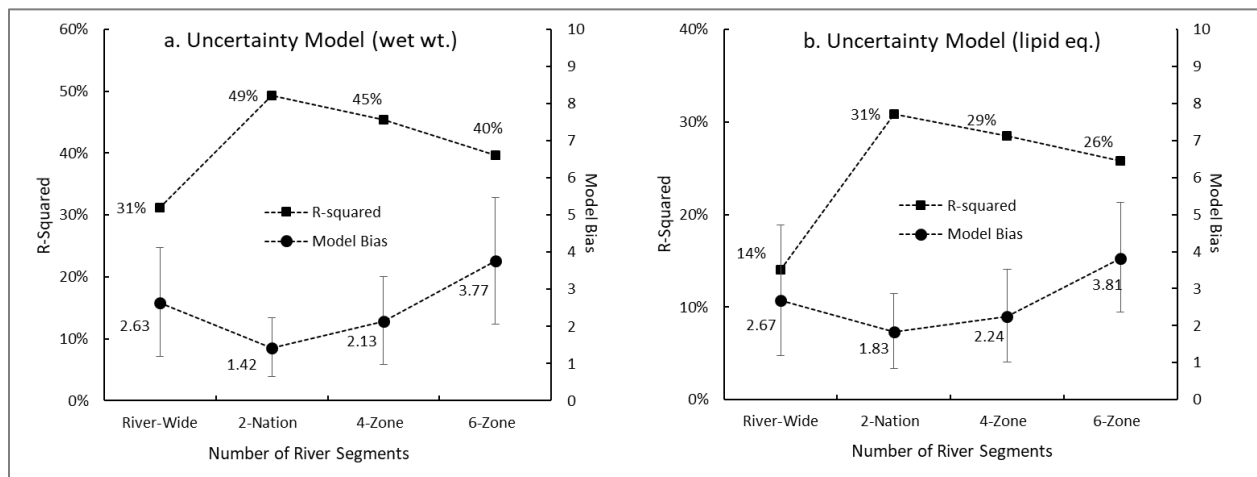 a. Uncertainty Model (wet wt.)
60%
50%
40%
30%
20%
10%
0%
R-Squared
10
9
8
7
6
5
4
3
2
1
0
Model Bias
31%
49%
45%
40%
R-squared
Model Bias
2.63
1.42
2.13
3.77
River-Wide
2-Nation
4-Zone
6-Zone
Number of River Segments
b. Uncertainty Model (lipid eq.)
40%
30%
20%
10%
0%
R-Squared
10
9
8
7
6
5
4
3
2
1
0
Model Bias
14%
31%
29%
26%
R-squared
Model Bias
2.67
1.83
2.24
3.81
River-Wide
2-Nation
4-Zone
6-Zone
Number of River Segments